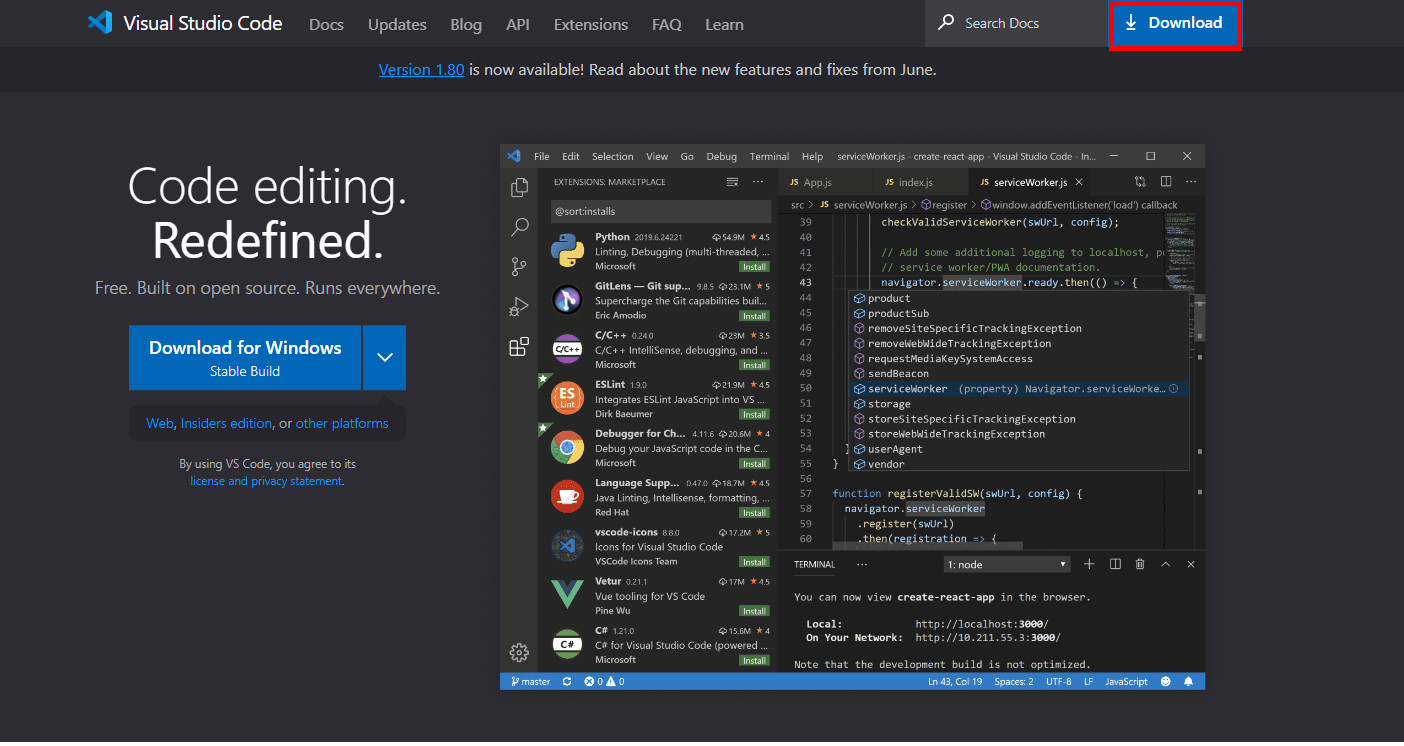 Visual Studio Code Docs Updates Blog API Extensions FAQ Learn Search Docs Download
Version 1.80 is now available! Read about the new features and fixes from June.
Code editing.
Redefined.
Free. Built on open source. Runs everywhere.
Download for Windows
Stable Build
Web, Insiders edition, or other platforms
By using VS Code, you agree to its
license and privacy statement.
File Edit Selection View Go Debug Terminal Help serviceWorker.js - create-react-app - Visual Studio Code - In...
EXTENSIONS: MARKETPLACE
@sort:installs
Python 2019.6.24221 54.9M 4.5
Linting, Debugging (multi-threaded, ...
Microsoft Install
GitLens — Git sup... 9.8.5 23.1M 5
Supercharge the Git capabilities buil...
Eric Amodio Install
C/C++ 0.24.0 23M 3.5
C/C++ IntelliSense, debugging, and ...
Microsoft Install
C/C++
ESLint 1.9.0 21.9M 4.5
Integrates ESLint JavaScript into VS ...
Dirk Baeumer Install
ES
Lint
Debugger for Ch... 4.11.6 20.6M 4
Debug your JavaScript code in the C...
Microsoft Install
Language Supp... 0.47.0 18.7M 4.5
Java Linting, Intellisense, formatting, ...
Red Hat Install
vscode-icons 8.8.0 17.2M 5
Icons for Visual Studio Code
VSCode Icons Team Install
Vetur 0.21.1 17M 4.5
Vue tooling for VS Code
Pine Wu Install
C# 1.21.0 15.6M 4
C# for Visual Studio Code (powered ...
Microsoft Install
C#
JS App.js JS index.js JS serviceWorker.js
src > JS serviceWorker.js > register > window.addEventListener('load') callback
39 checkValidServiceWorker(swUrl, config);
40
41 // Add some additional logging to localhost, po
42 // service worker/PWA documentation.
43 navigator.serviceWorker.ready.then(() => {
44 product
45 productSub
46 removeSiteSpecificTrackingException
47 removeWebWideTrackingException
48 requestMediaKeySystemAccess
49 sendBeacon
50 serviceWorker (property) Navigator.serviceWorke...
51 storage
52 storeSiteSpecificTrackingException
53 storeWebWideTrackingException
54 } userAgent
55 } vendor
56
57 function registerValidSW(swUrl, config) {
58 navigator.serviceWorker
59 .register(swUrl)
60 .then(registration => {
TERMINAL ... 1: node
You can now view create-react-app in the browser.
Local: http://localhost:3000/
On Your Network: http://10.211.55.3:3000/
Note that the development build is not optimized.
master 0 0 Ln 43, Col 19 Spaces: 2 UTF-8 LF JavaScript